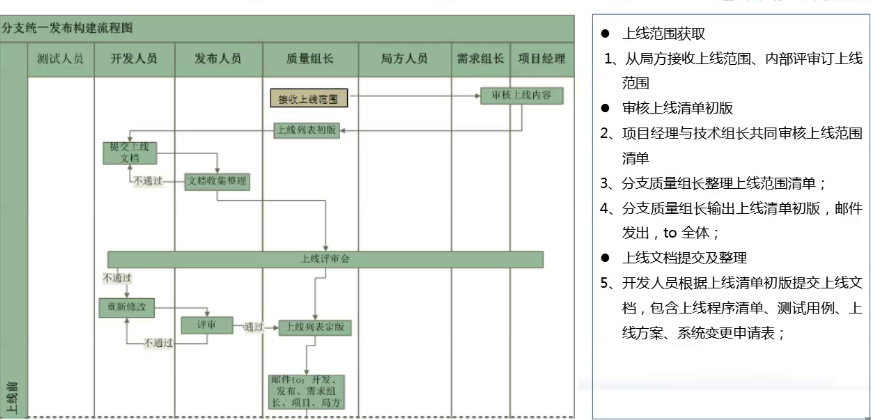 分支统一发布构建流程图
测试人员 开发人员 发布人员 质量组长 局方人员 需求组长 项目经理
接收上线范围
审核上线内容
上线列表初版
提交上线
文档
不通过
文档收集整理
上线评审会
不通过
重新修改
评审
通过
上线列表定版
不通过
邮件to：开发、
发布、需求组
长、项目、局方
上线前
● 上线范围获取
1、从局方接收上线范围、内部评审订上线
范围
● 审核上线清单初版
2、项目经理与技术组长共同审核上线范围
清单
3、分支质量组长整理上线范围清单；
4、分支质量组长输出上线清单初版，邮件
发出，to 全体；
● 上线文档提交及整理
5、开发人员根据上线清单初版提交上线文
档，包含上线程序清单、测试用例、上
线方案、系统变更申请表；